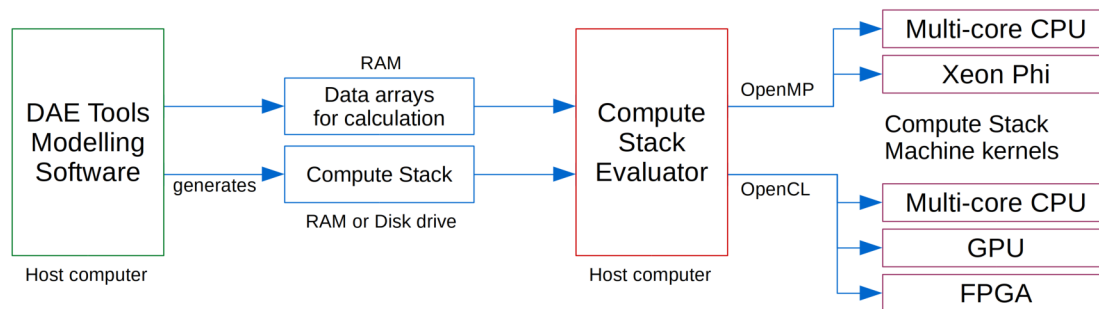 DAE Tools
Modelling
Software
Host computer
generates
RAM
Data arrays
for calculation
Compute Stack
RAM or Disk drive
Compute
Stack
Evaluator
Host computer
OpenMP
OpenCL
Multi-core CPU
Xeon Phi
Compute Stack
Machine kernels
Multi-core CPU
GPU
FPGA